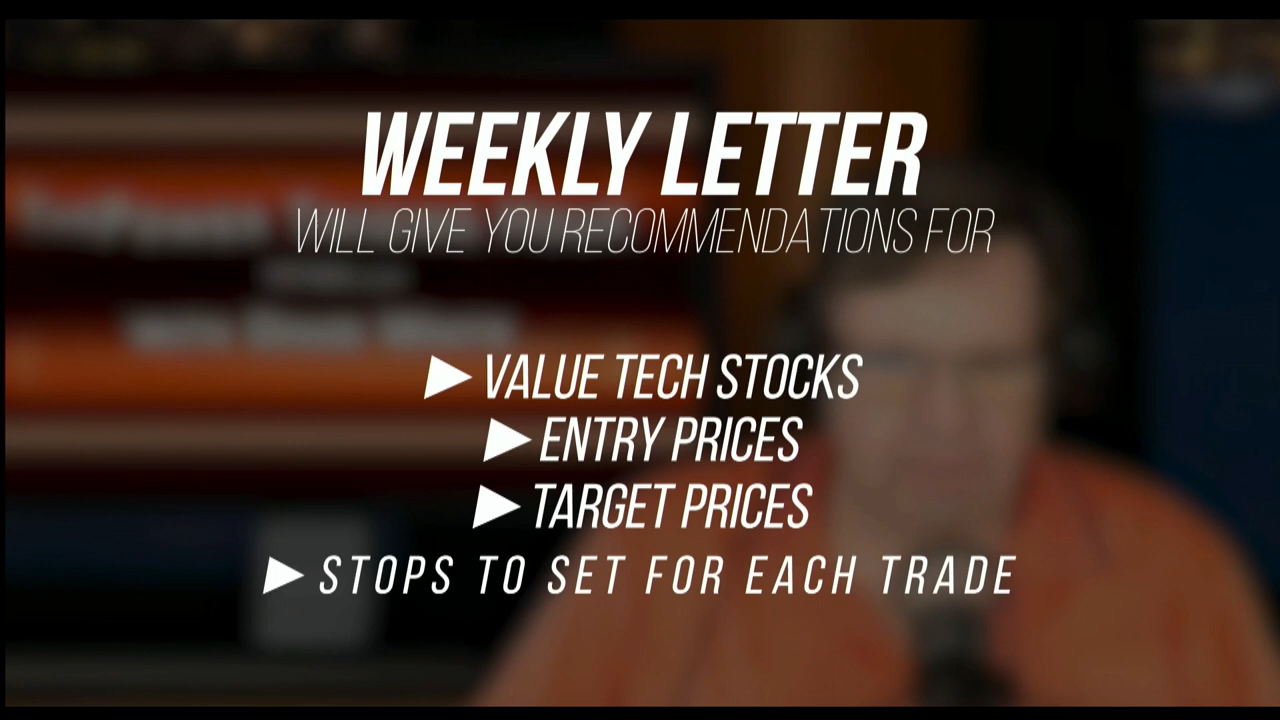 WEEKLY LETTER
WILL GIVE YOU RECOMMENDATIONS FOR
▶ VALUE TECH STOCKS
▶ ENTRY PRICES
▶ TARGET PRICES
▶ STOPS TO SET FOR EACH TRADE